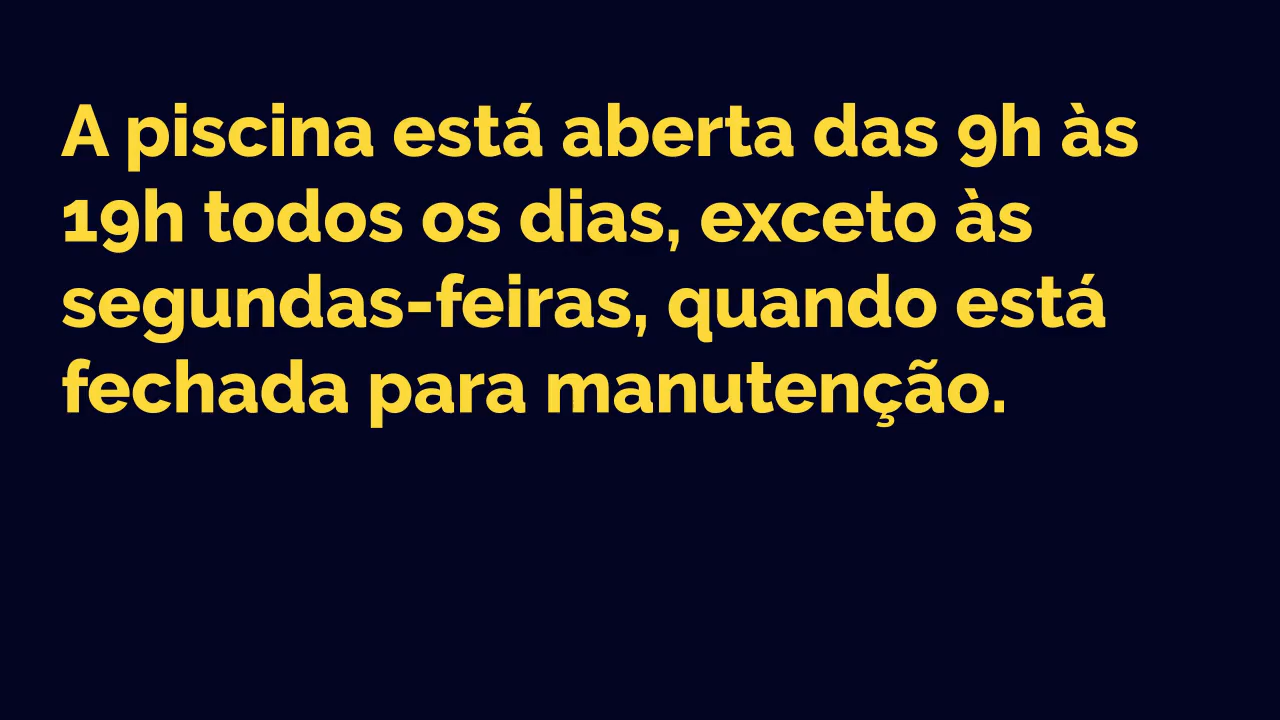 A piscina está aberta das 9h às
19h todos os dias, exceto às
segundas-feiras, quando está
fechada para manutenção.